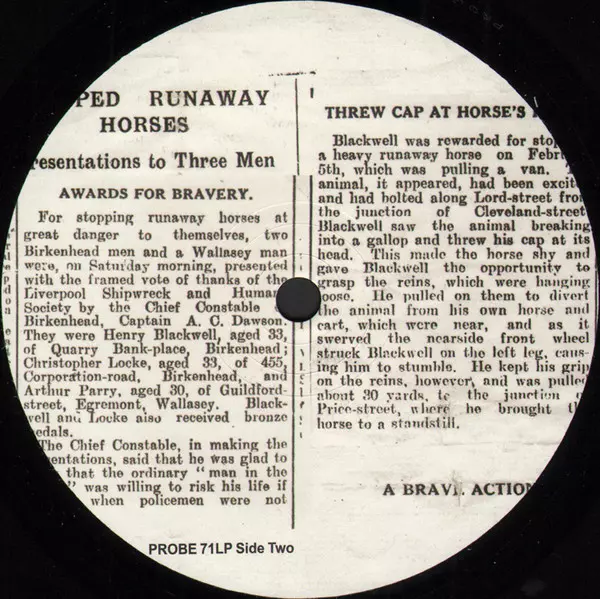 PED RUNAWAY
HORSES
resentations to Three Men
AWARDS FOR BRAVERY.
For stopping runaway horses at
great danger to themselves, two
Birkenhead men and a Wallasey man
were, on Saturday morning, presented
with the framed vote of thanks of the
Liverpool Shipwreck and Human
Society by the Chief Constable
Birkenhead, Captain A. C. Dawson.
They were Henry Blackwell, aged 33,
of Quarry Bank-place, Birkenhead;
Christopher Locke, aged 33, of 455,
Corporation-road, Birkenhead, and
Arthur Parry, aged 30, of Guildford-
street, Egremont, Wallasey. Black-
well and Locke also received bronze
edals.
The Chief Constable, in making the
entations, said that he was glad to
that the ordinary "man in the
" was willing to risk his life if
when policemen were not
THREW CAP AT HORSE'S
Blackwell was rewarded for stop
a heavy runaway horse on Febr
5th, which was pulling a van.
animal, it appeared, had been excit
and had bolted along Lord-street from
the junction of Cleveland-street
Blackwell saw the animal breaking
into a gallop and threw his cap at its
head. This made the horse shy and
gave Blackwell the opportunity to
grasp the reins, which were hanging
loose. He pulled on them to divert
the animal from his own horse and
cart, which were near, and as it
swerved the nearside front wheel
struck Blackwell on the left leg, caus-
ing him to stumble. He kept his grip
on the reins, however, and was pulled
about 30 yards, to the junction
Price-street, where he brought t
horse to a standstill.
A BRAVE ACTION
PROBE 71LP Side Two